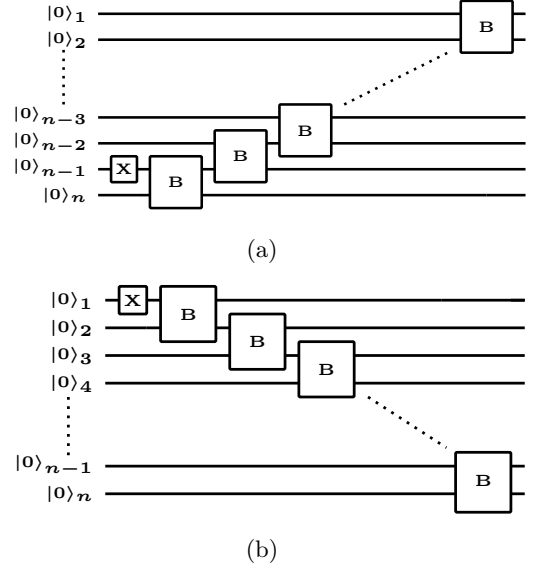 |0⟩₁
B
|0⟩₂
|0⟩ₙ₋₃
B
|0⟩ₙ₋₂
B
|0⟩ₙ₋₁ X
B
|0⟩ₙ
(a)
|0⟩₁ X
B
|0⟩₂
B
|0⟩₃
B
|0⟩₄
|0⟩ₙ₋₁
B
|0⟩ₙ
(b)